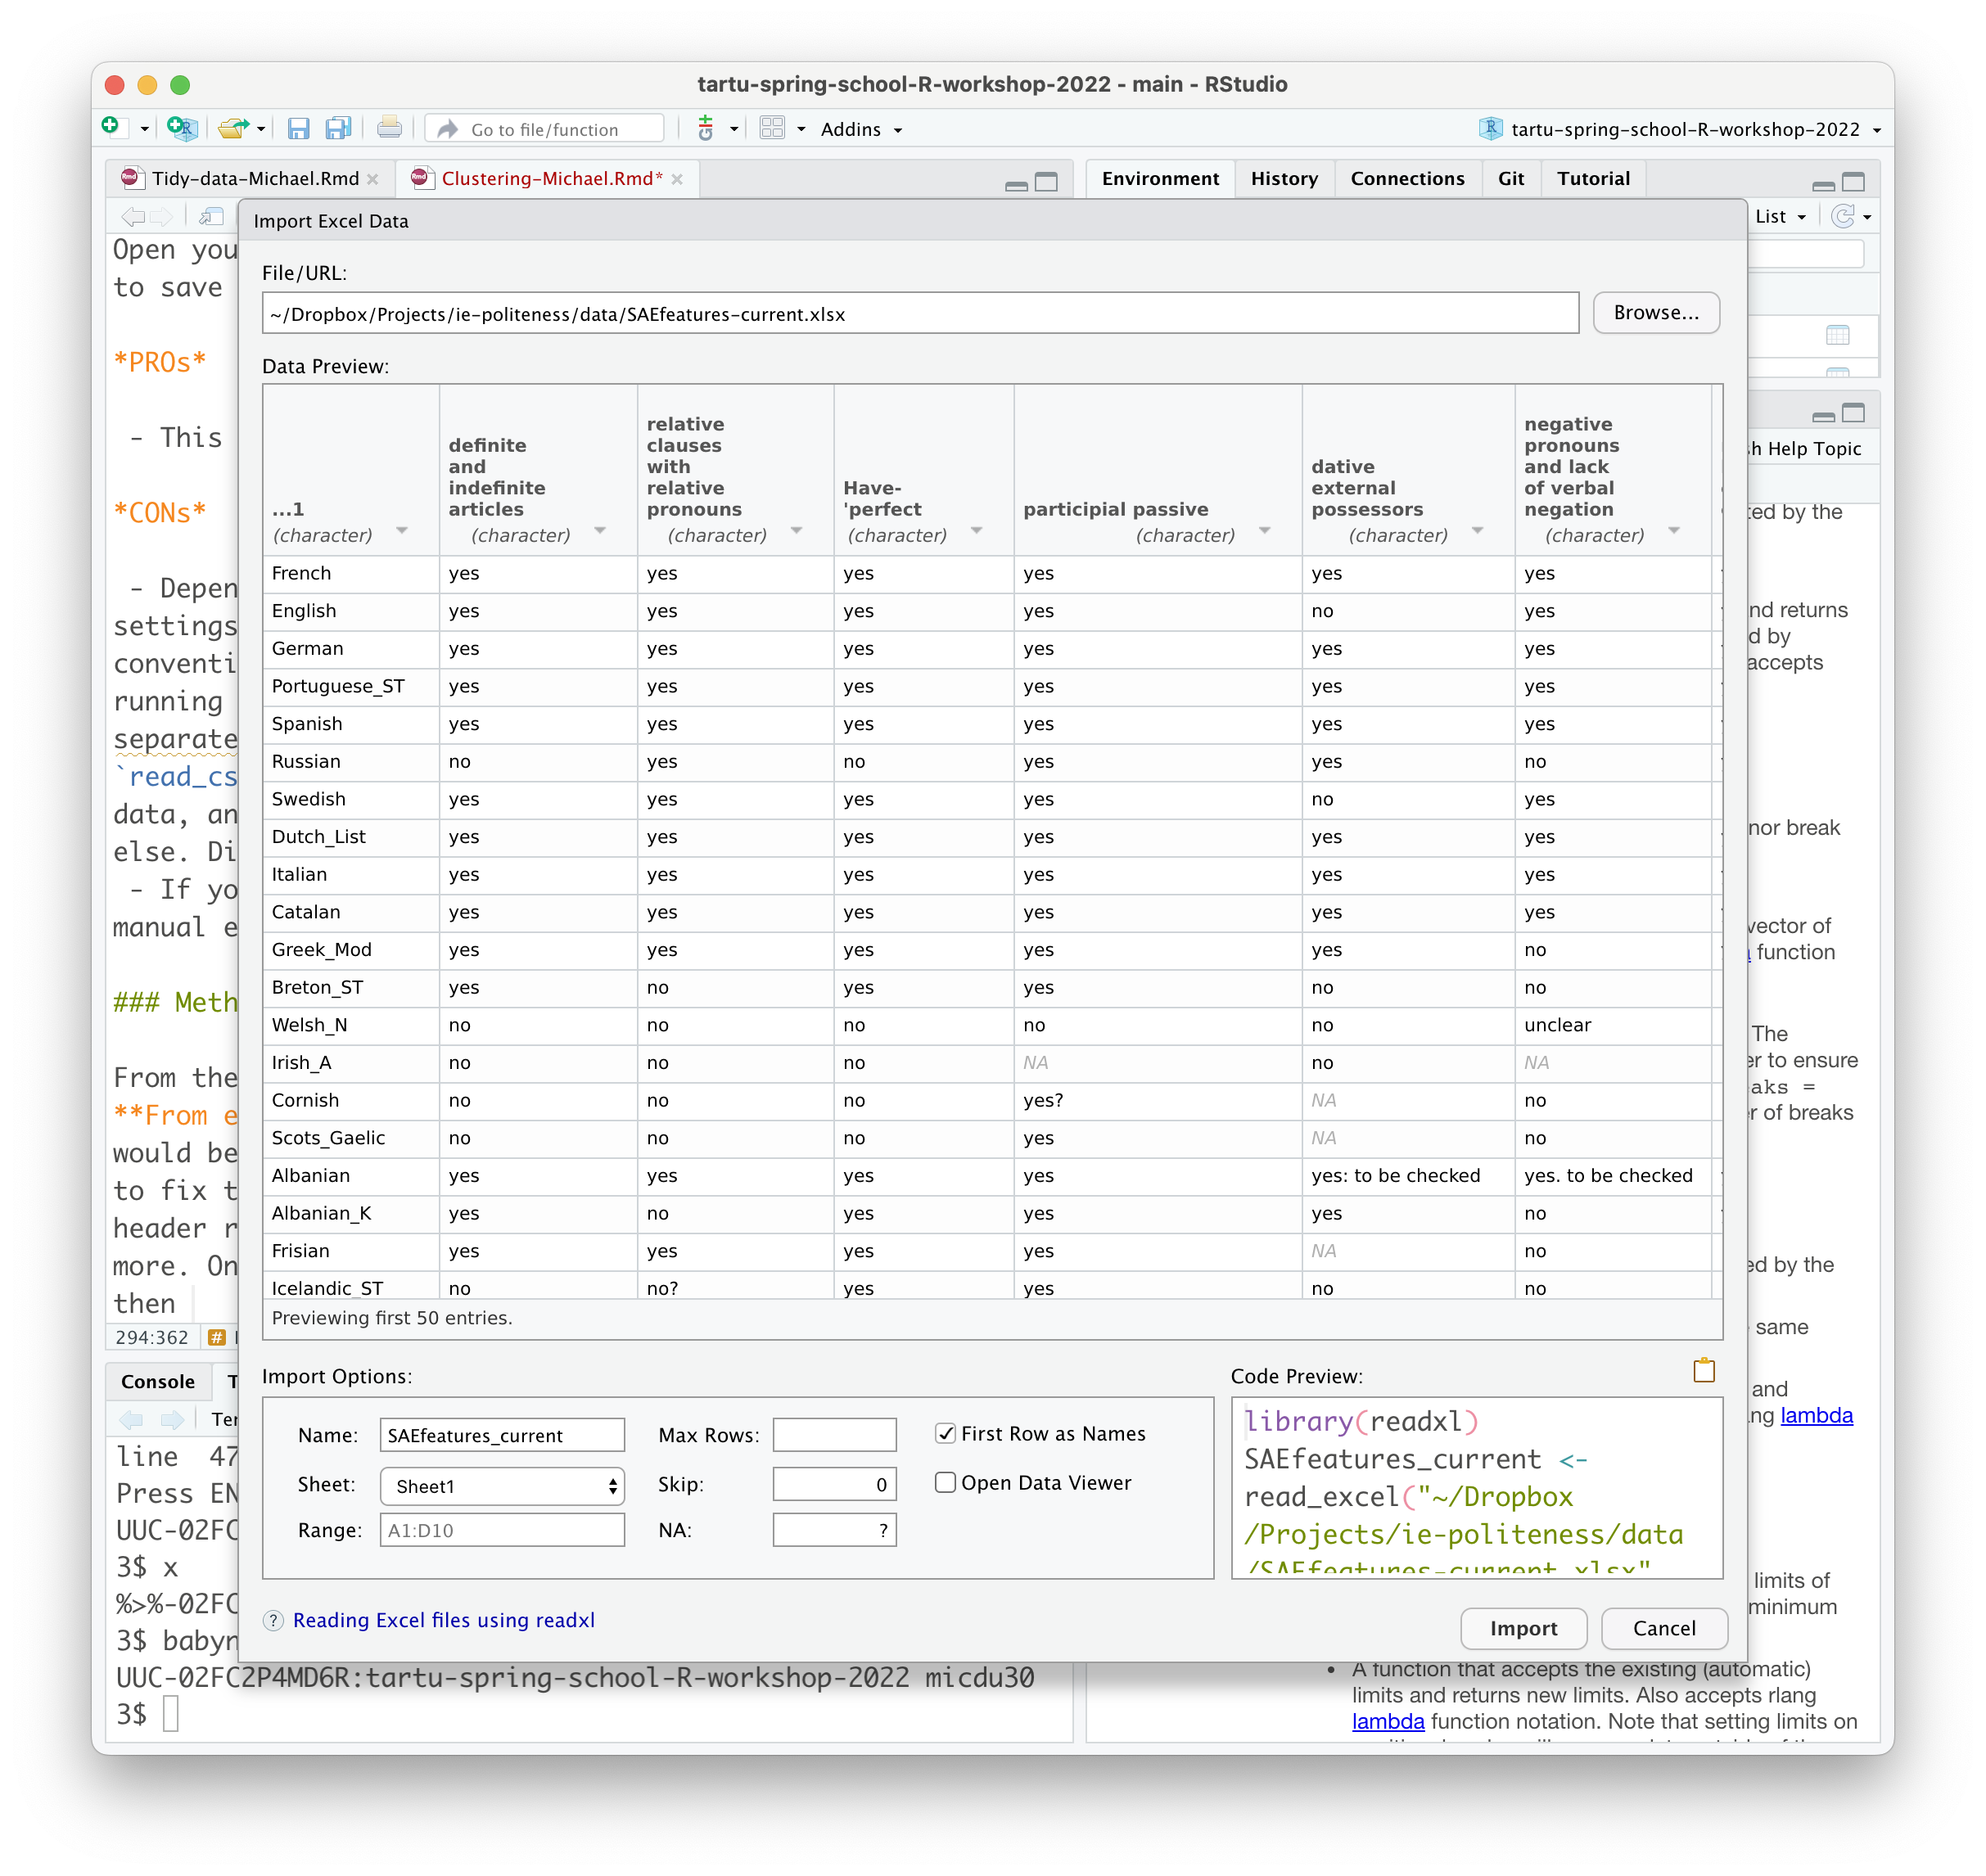 tartu-spring-school-R-workshop-2022 - main - RStudio
Go to file/function
Addins
tartu-spring-school-R-workshop-2022
Tidy-data-Michael.Rmd
Clustering-Michael.Rmd*
Environment History Connections Git Tutorial
List
Open you
to save
*PROs*
- This
*CONs*
- Depen
settings
conventi
running
separate
`read_cs
data, an
else. Di
- If yo
manual e
### Meth
From the
**From e
would be
to fix t
header r
more. On
then
294:362
Import Excel Data
File/URL:
~/Dropbox/Projects/ie-politeness/data/SAEfeatures-current.xlsx
Browse...
Data Preview:
...1 (character)
definite and indefinite articles (character)
relative clauses with relative pronouns (character)
Have-'perfect (character)
participial passive (character)
dative external possessors (character)
negative pronouns and lack of verbal negation (character)
French yes yes yes yes yes yes
English yes yes yes yes no yes
German yes yes yes yes yes yes
Portuguese_ST yes yes yes yes yes yes
Spanish yes yes yes yes yes yes
Russian no yes no yes yes no
Swedish yes yes yes yes no yes
Dutch_List yes yes yes yes yes yes
Italian yes yes yes yes yes yes
Catalan yes yes yes yes yes yes
Greek_Mod yes yes yes yes yes no
Breton_ST yes no yes yes no no
Welsh_N no no no no no unclear
Irish_A no no no NA no NA
Cornish no no no yes? NA no
Scots_Gaelic no no no yes NA no
Albanian yes yes yes yes yes: to be checked yes. to be checked
Albanian_K yes no yes yes yes no
Frisian yes yes yes yes NA no
Icelandic_ST no no? yes yes no no
Previewing first 50 entries.
Import Options:
Name: SAEfeatures_current
Max Rows:
First Row as Names
Sheet: Sheet1
Skip: 0
Open Data Viewer
Range: A1:D10
NA: ?
Code Preview:
library(readxl)
SAEfeatures_current <-
read_excel("~/Dropbox
/Projects/ie-politeness/data
/SAEfeatures-current.xlsx"
Reading Excel files using readxl
Import
Cancel
Console
line 47
Press EN
UUC-02FC
3$ x
%>%-02FC
3$ babyn
UUC-02FC2P4MD6R:tartu-spring-school-R-workshop-2022 micdu30
3$
Help Topic
ted by the
nd returns
d by
accepts
nor break
vector of
function
The
er to ensure
aks =
r of breaks
ed by the
same
and
ng lambda
limits of
minimum
• A function that accepts the existing (automatic)
limits and returns new limits. Also accepts rlang
lambda function notation. Note that setting limits on